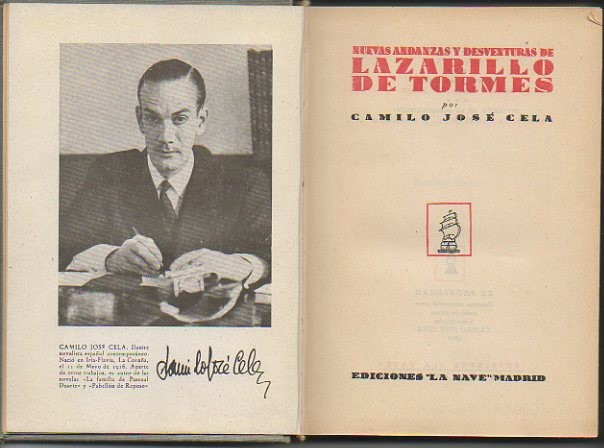 CAMILO JOSÉ CELA. Ilustre
novelista español contemporáneo.
Nació en Iria-Flavia, La Coruña,
el 11 de Mayo de 1916. Aparte
de otros trabajos, es autor de las
novelas «La familia de Pascual
Duarte» y «Pabellón de Reposo»
Camilo José Cela
NUEVAS ANDANZAS Y DESVENTURAS DE
LAZARILLO
DE TORMES
por
CAMILO JOSÉ CELA
EDICIONES "LA NAVE" MADRID